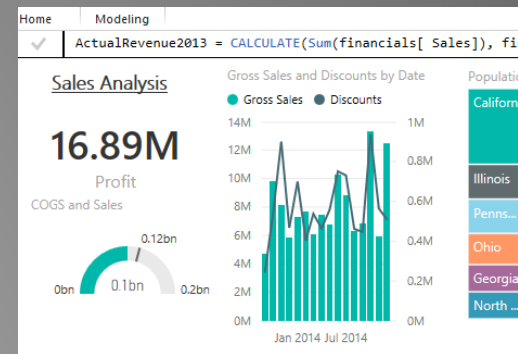 Home Modeling
ActualRevenue2013 = CALCULATE(Sum(financials[ Sales]), fi
Sales Analysis
16.89M
Profit
COGS and Sales
0.12bn
0bn 0.1bn 0.2bn
Gross Sales and Discounts by Date
Gross Sales Discounts
14M 1M
12M
0.8M
10M
8M 0.6M
6M
0.4M
4M
0.2M
2M
0M 0M
Jan 2014 Jul 2014
Populatio
Californ
Illinois
Penns...
Ohio
Georgia
North ...